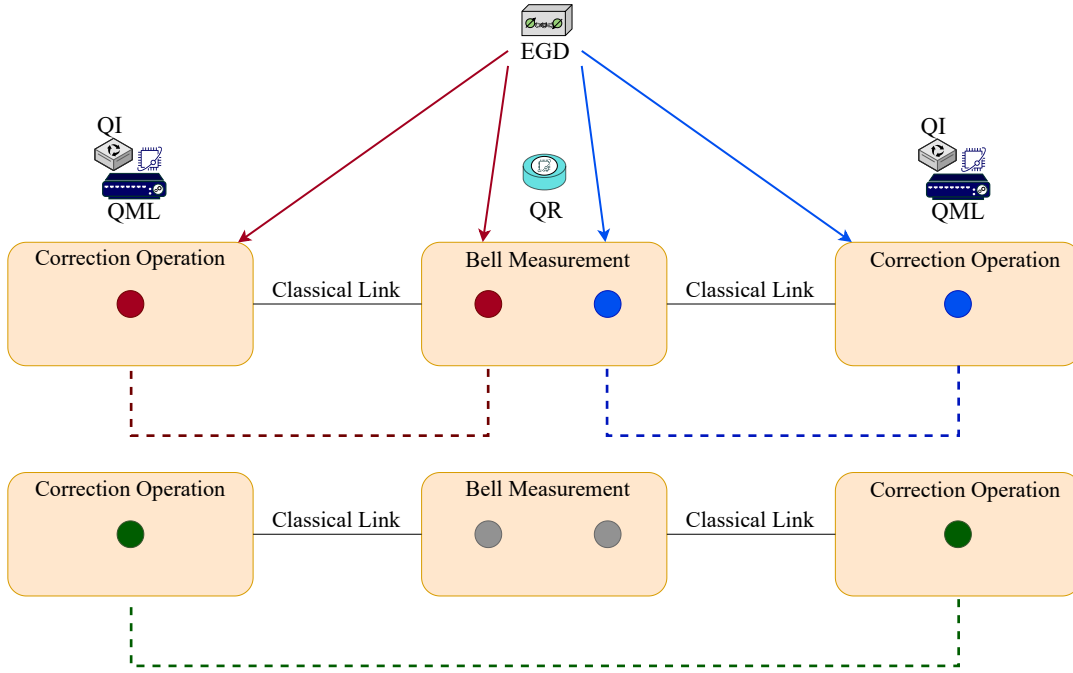 EGD
QI
QML
QR
QI
QML
Correction Operation
Bell Measurement
Correction Operation
Classical Link
Classical Link
Correction Operation
Bell Measurement
Correction Operation
Classical Link
Classical Link